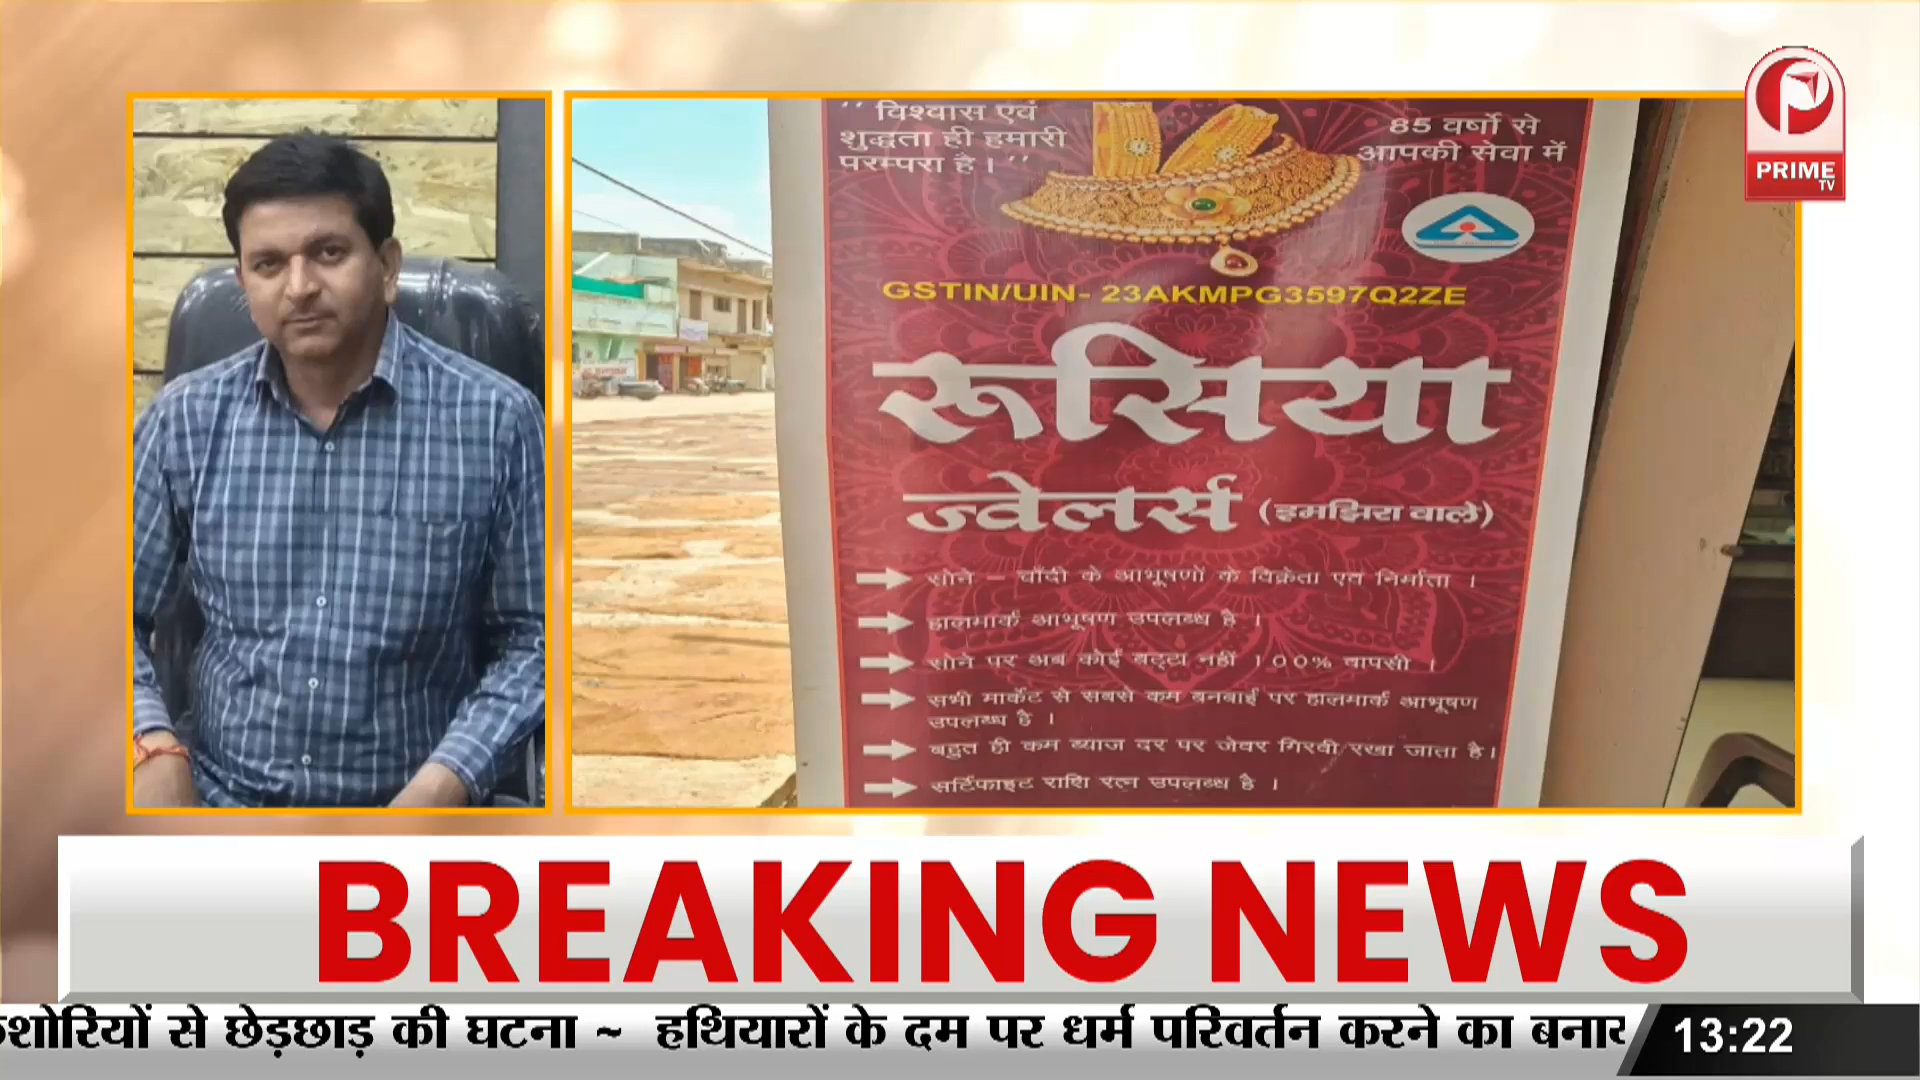 '' विश्वास एवं
शुद्धता ही हमारी
परम्परा है। ''
85 वर्षो से
आपकी सेवा में
PRIME
TV
GSTIN/UIN- 23AKMPG3597Q2ZE
रूसिया
ज्वेलर्स (इमझिरा वाले)
सोने - चाँदी के आभूषणों के विक्रेता एवं निर्माता ।
हालमार्क आभूषण उपलब्ध है ।
सोने पर अब कोई बट्टा नहीं 100% वापसी ।
सभी मार्केट से सबसे कम बनबाई पर हालमार्क आभूषण
उपलब्ध है ।
बहुत ही कम ब्याज दर पर जेवर गिरवी रखा जाता है।
सर्टिफाइट राशि रत्न उपलब्ध है ।
BREAKING NEWS
शोरियों से छेड़छाड़ की घटना ~ हथियारों के दम पर धर्म परिवर्तन करने का
13:22